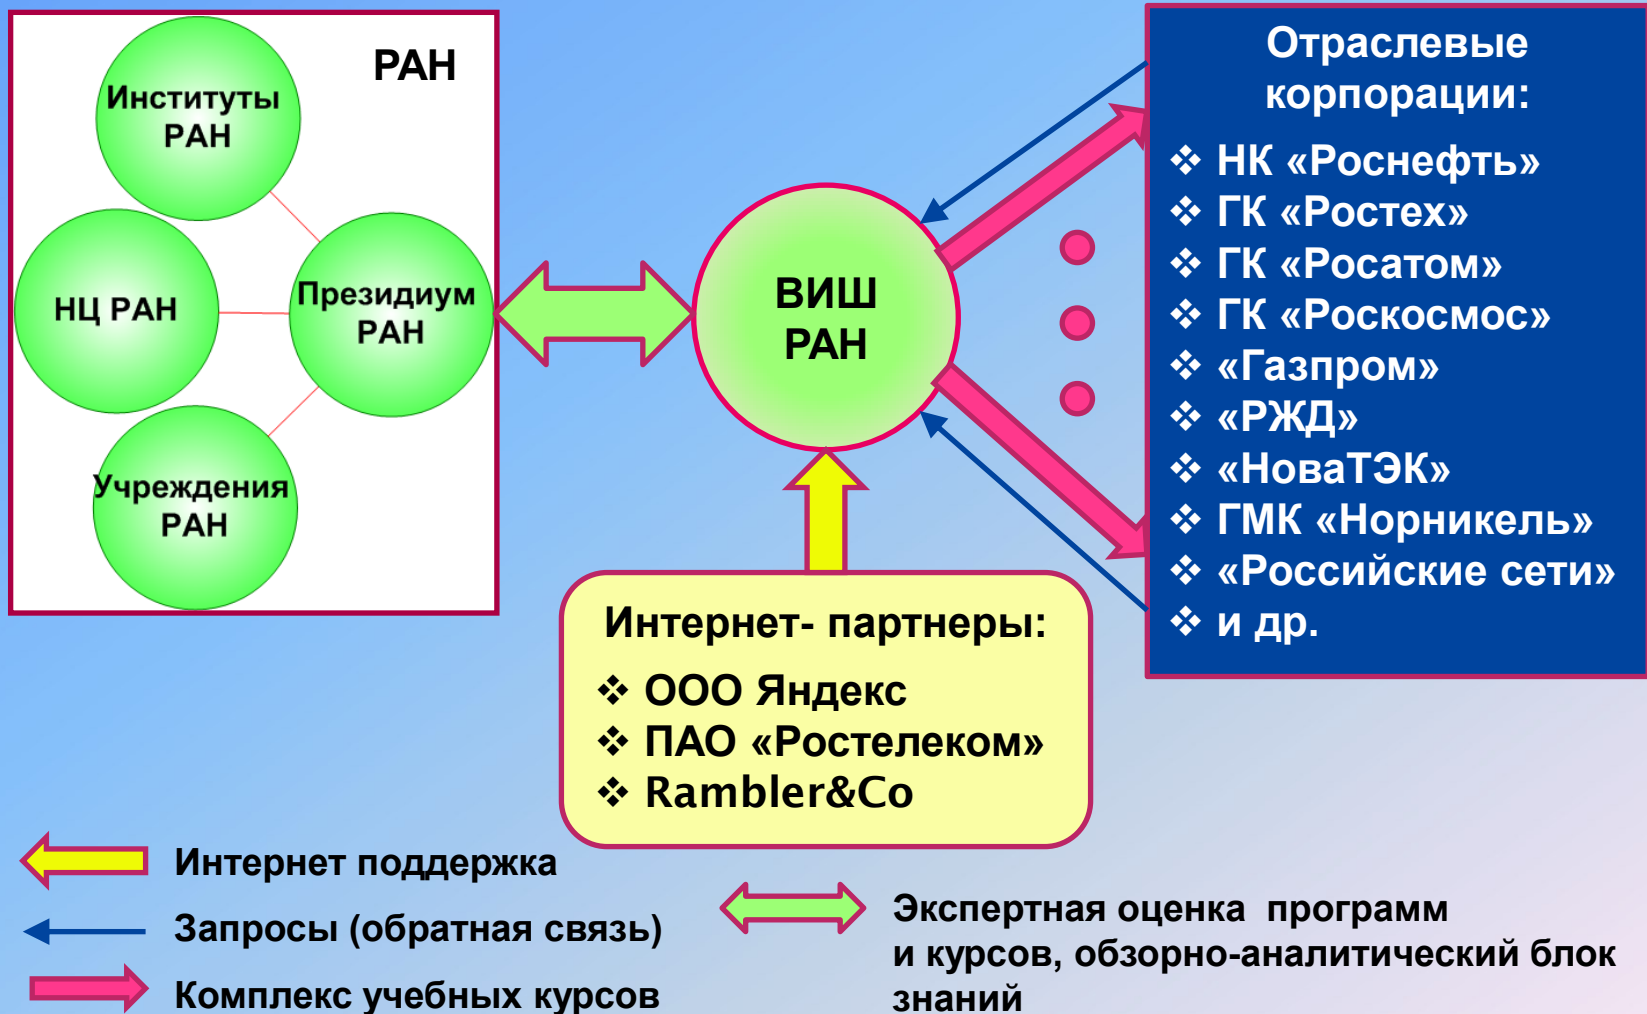 РАН
Институты
РАН
НЦ РАН
Президиум
РАН
Учреждения
РАН
ВИШ
РАН
Отраслевые
корпорации:
❖ НК «Роснефть»
❖ ГК «Ростех»
❖ ГК «Росатом»
❖ ГК «Роскосмос»
❖ «Газпром»
❖ «РЖД»
❖ «НоваТЭК»
❖ ГМК «Норникель»
❖ «Российские сети»
❖ и др.
Интернет- партнеры:
❖ ООО Яндекс
❖ ПАО «Ростелеком»
❖ Rambler&Co
Интернет поддержка
Запросы (обратная связь)
Комплекс учебных курсов
Экспертная оценка программ
и курсов, обзорно-аналитический блок
знаний